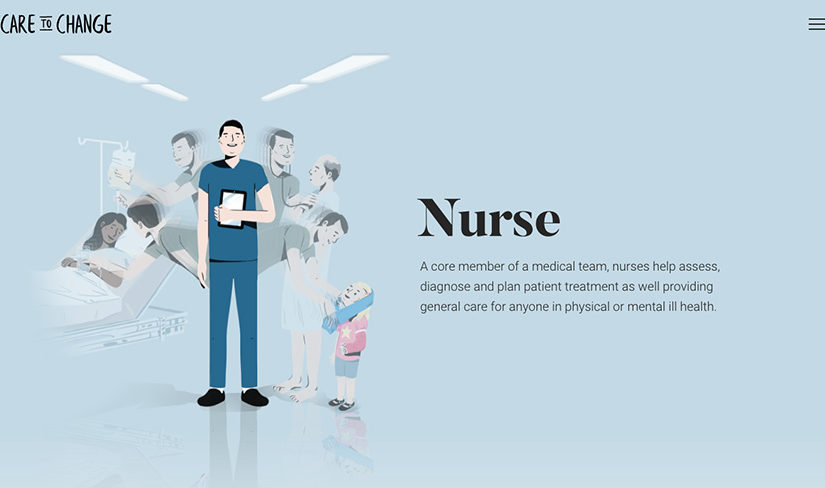 CARE TO CHANGE
Nurse
A core member of a medical team, nurses help assess,
diagnose and plan patient treatment as well providing
general care for anyone in physical or mental ill health.